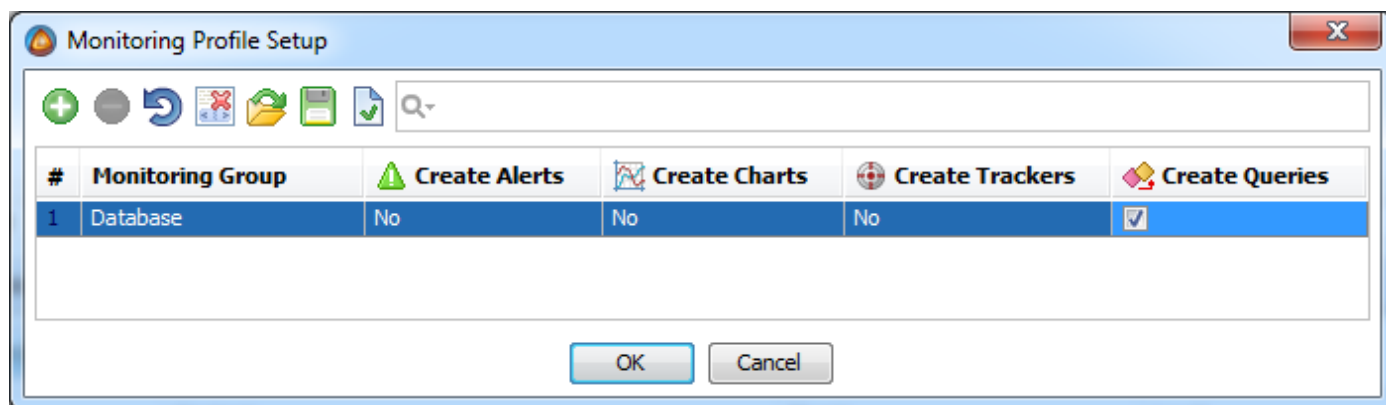 Monitoring Profile Setup
# Monitoring Group Create Alerts Create Charts Create Trackers Create Queries
1 Database No No No
OK Cancel